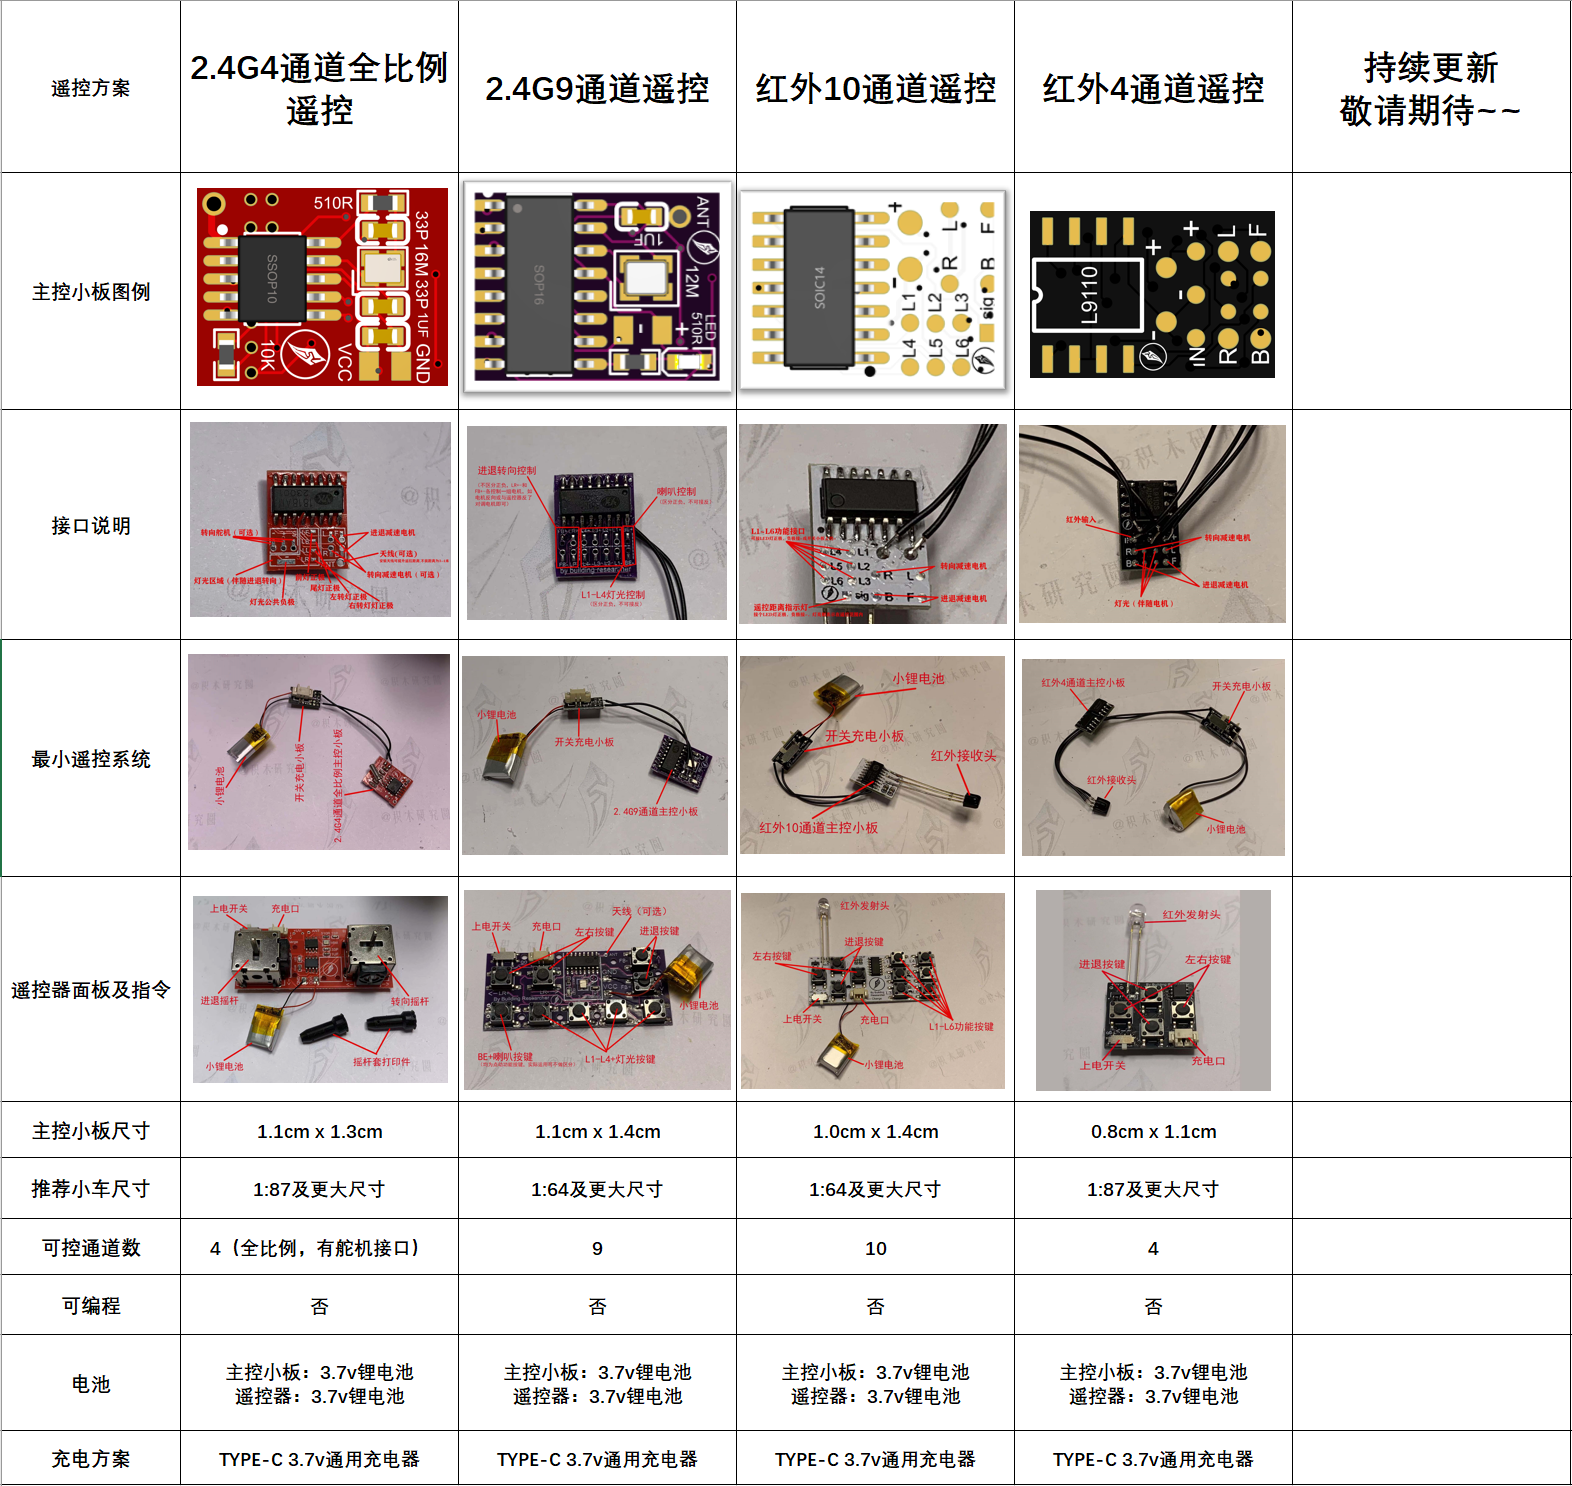 遥控方案
2.4G4通道全比例
遥控
2.4G9通道遥控
红外10通道遥控
红外4通道遥控
持续更新
敬请期待~~
主控小板图例
510R
33P 16M 33P 1UF
SSOP10
10K
VCC
GND
ANT
1UF
SOP16
12M
LED
510R
+
-
SOIC14
+
-
L
F
R
B
L1
L2
L3
sig
L4
L5
L6
L9110
+
+
-
-
IN
L
F
R
B
接口说明
转向舵机（可选）
进退减速电机
天线(可选)
转向减速电机（可选）
灯光区域（伴随进退转向）
尾灯正极
左转灯正极
右转灯灯正极
灯光公共负极
进退转向控制
喇叭控制
(区分正负，不可接反)
by building-researcher
L1-L4灯光控制
(区分正负，不可接反)
L1~L6功能接口
L4 L1
L5 L2
L6 L3
R L
sig B F
转向减速电机
进退减速电机
遥控距离指示灯
红外输入
转向减速电机
进退减速电机
灯光（伴随电机）
最小遥控系统
小锂电池
开关充电小板
2.4G4通道全比例主控小板
小锂电池
开关充电小板
2.4G9通道主控小板
小锂电池
开关充电小板
红外接收头
红外10通道主控小板
红外4通道主控小板
开关充电小板
红外接收头
小锂电池
遥控器面板及指令
上电开关
充电口
进退摇杆
转向摇杆
小锂电池
摇杆套打印件
天线（可选）
上电开关
充电口
左右按键
进退按键
小锂电池
BE+喇叭按键
L1-L4+灯光按键
红外发射头
左右按键
进退按键
上电开关
充电口
L1-L6功能按键
小锂电池
红外发射头
进退按键
左右按键
上电开关
充电口
主控小板尺寸
1.1cm x 1.3cm
1.1cm x 1.4cm
1.0cm x 1.4cm
0.8cm x 1.1cm
推荐小车尺寸
1:87及更大尺寸
1:64及更大尺寸
1:64及更大尺寸
1:87及更大尺寸
可控通道数
4（全比例，有舵机接口）
9
10
4
可编程
否
否
否
否
电池
主控小板：3.7v锂电池
遥控器：3.7v锂电池
主控小板：3.7v锂电池
遥控器：3.7v锂电池
主控小板：3.7v锂电池
遥控器：3.7v锂电池
主控小板：3.7v锂电池
遥控器：3.7v锂电池
充电方案
TYPE-C 3.7v通用充电器
TYPE-C 3.7v通用充电器
TYPE-C 3.7v通用充电器
TYPE-C 3.7v通用充电器